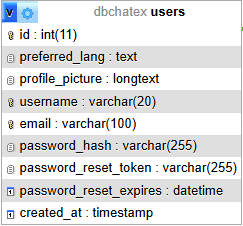 V dbchatex users
id : int(11)
preferred_lang : text
profile_picture : longtext
username : varchar(20)
email : varchar(100)
password_hash : varchar(255)
password_reset_token : varchar(255)
password_reset_expires : datetime
created_at : timestamp